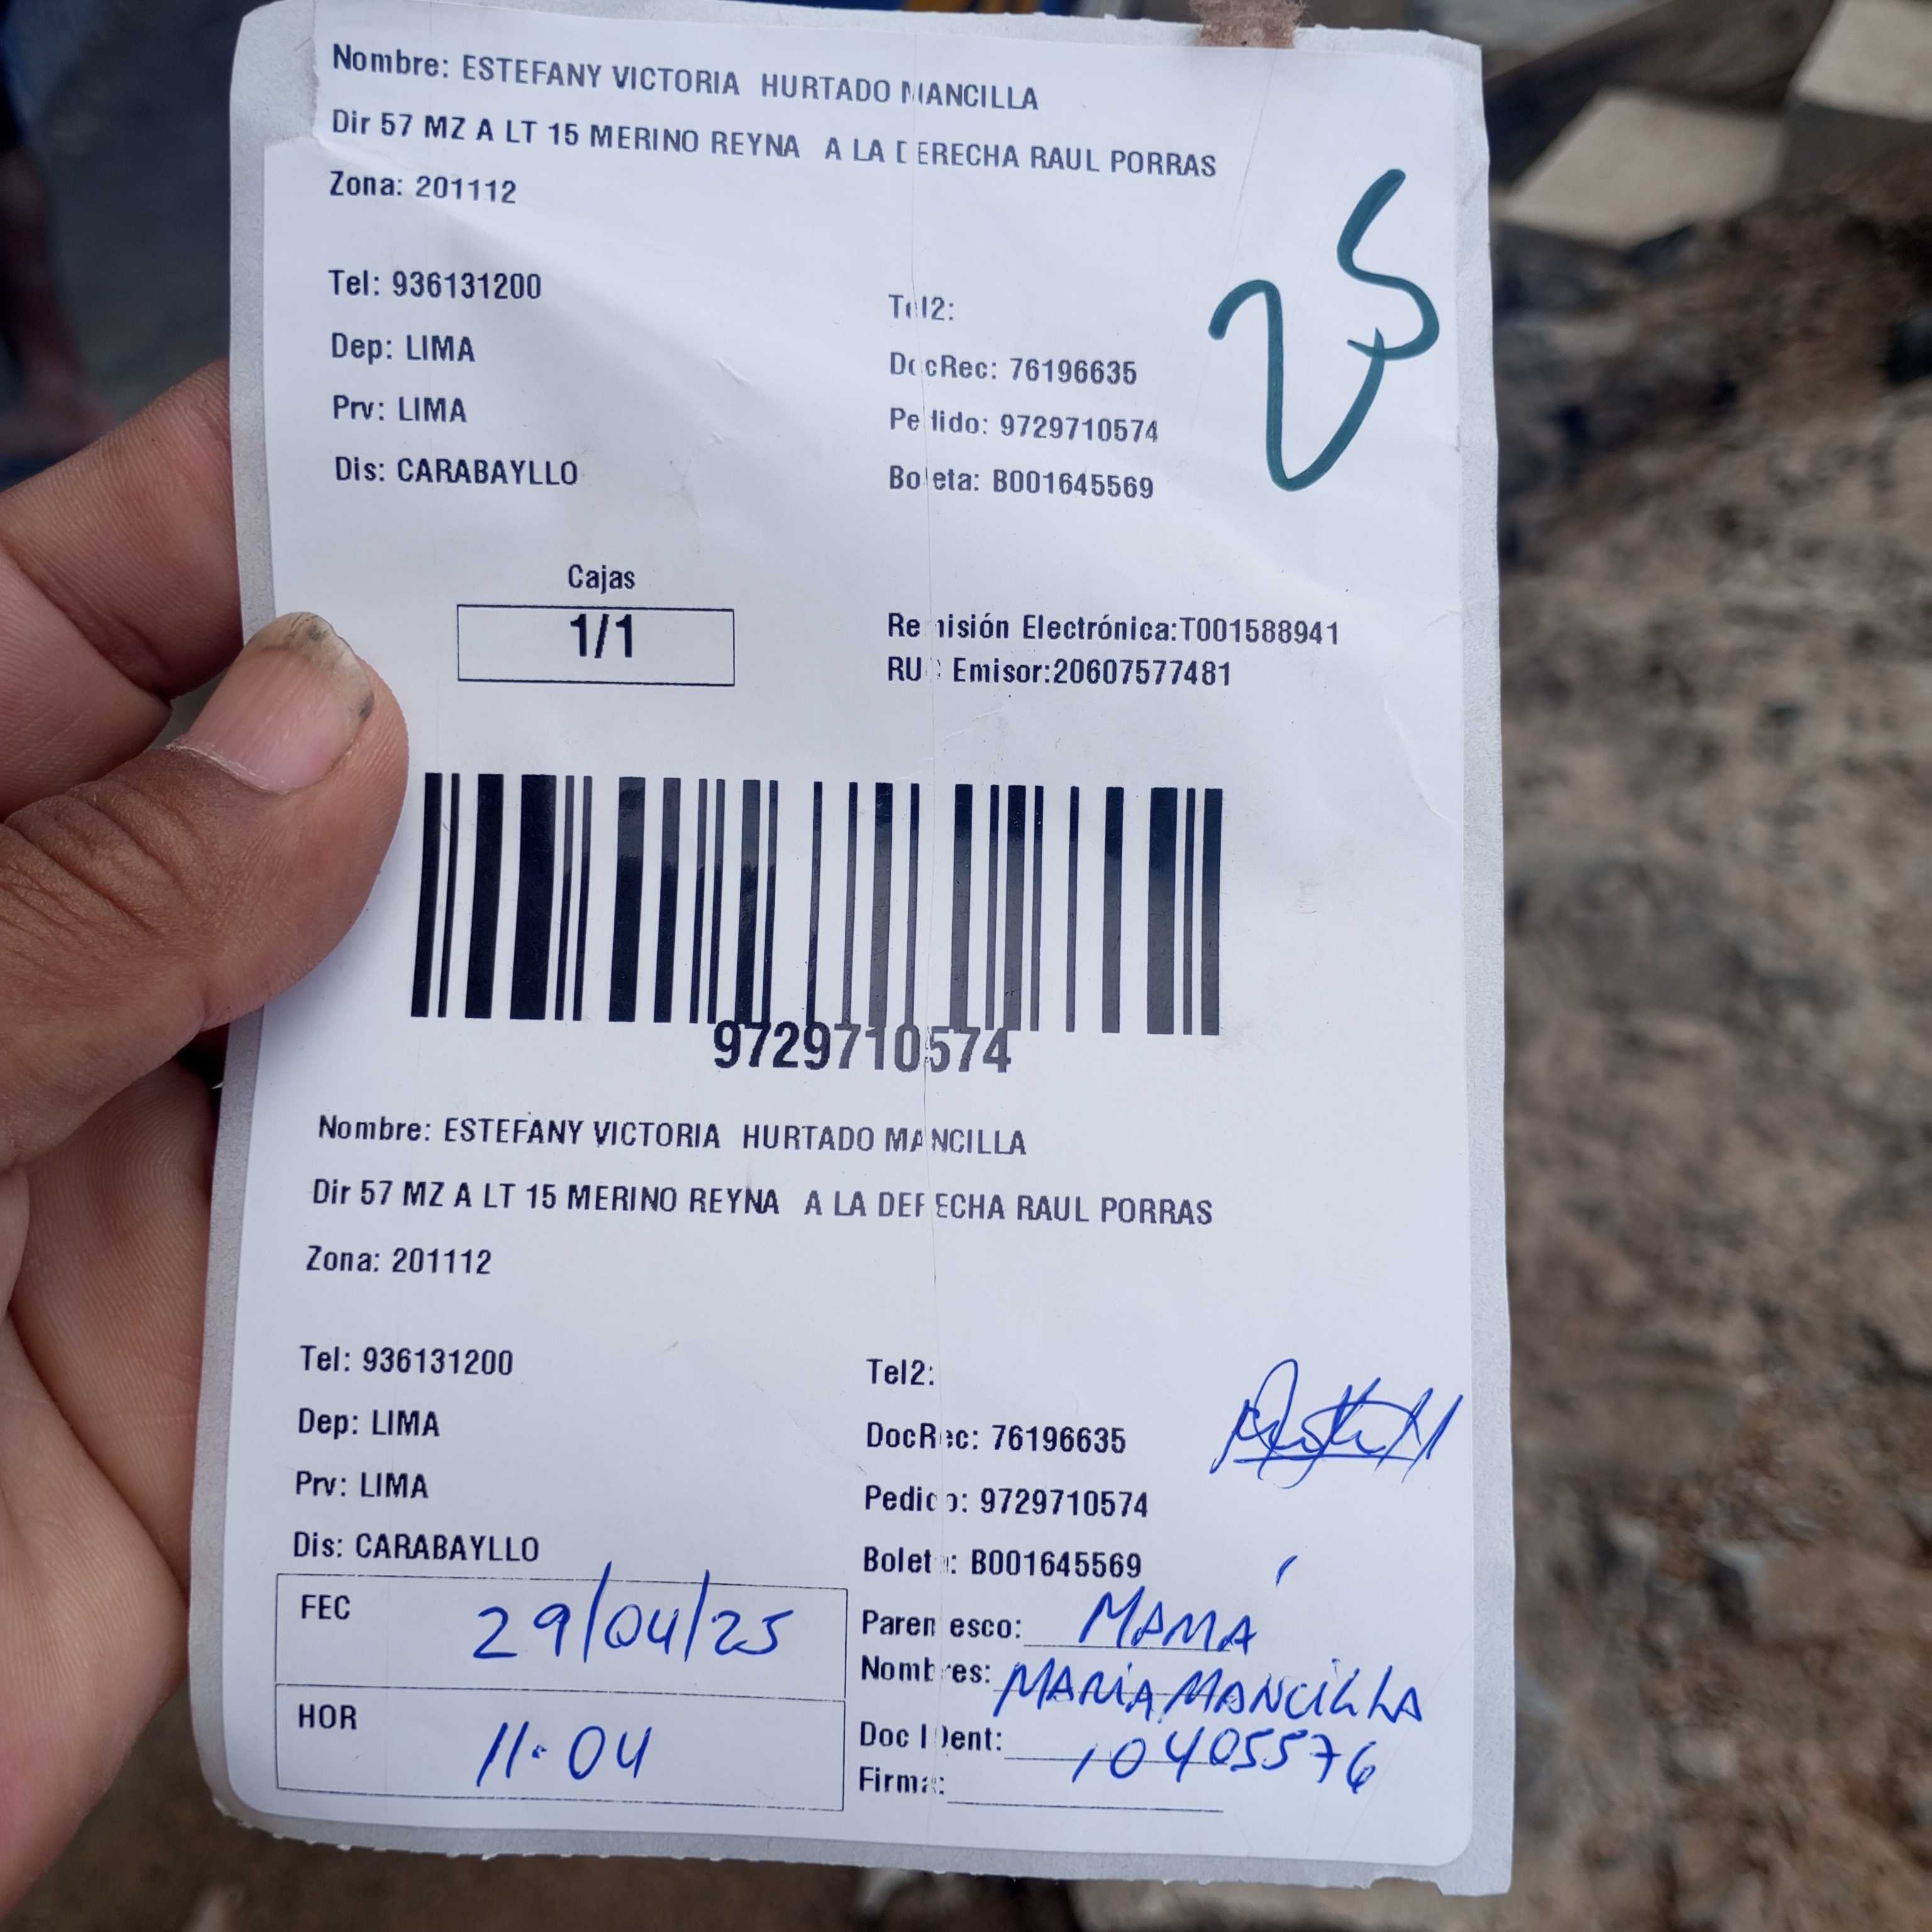 Nombre: ESTEFANY VICTORIA HURTADO MANCILLA
Dir 57 MZ A LT 15 MERINO REYNA A LA DERECHA RAUL PORRAS
Zona: 201112
25
Tel: 936131200
Tel2:
Dep: LIMA
DocRec: 76196635
Prv: LIMA
Pedido: 9729710574
Dis: CARABAYLLO
Boleta: B001645569
Cajas
1/1
Remisión Electrónica:T001588941
RUC Emisor:20607577481
9729710574
Nombre: ESTEFANY VICTORIA HURTADO MANCILLA
Dir 57 MZ A LT 15 MERINO REYNA A LA DERECHA RAUL PORRAS
Zona: 201112
Tel: 936131200
Tel2:
Dep: LIMA
DocRec: 76196635
Prv: LIMA
Pedido: 9729710574
Dis: CARABAYLLO
Boleta: B001645569
FEC 29/04/25
Parentesco: MAMÁ
Nombres: MARIA MANCILLA
HOR 11:04
Doc Ident: 10405576
Firma: